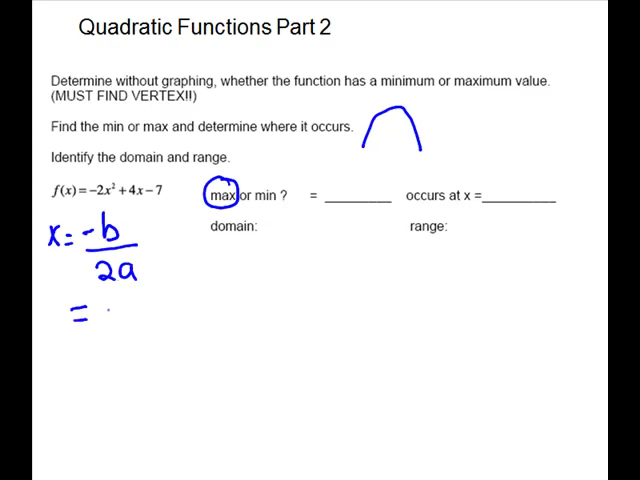 Quadratic Functions Part 2
Determine without graphing, whether the function has a minimum or maximum value.
(MUST FIND VERTEX!!)
Find the min or max and determine where it occurs.
Identify the domain and range.
f(x) = −2x² + 4x − 7 max or min ? = _________ occurs at x = _________
domain: range:
x = -b
2a
=